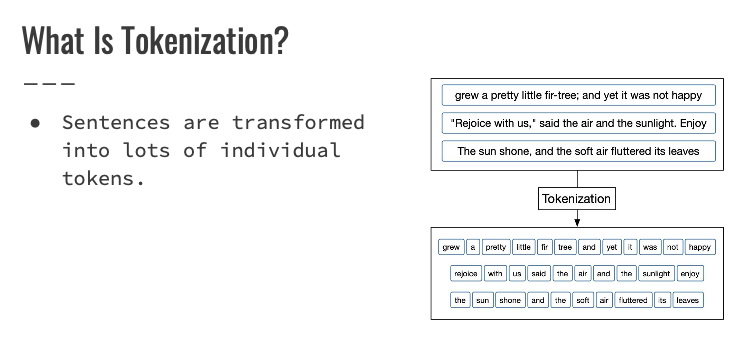 What Is Tokenization?
● Sentences are transformed
into lots of individual
tokens.
grew a pretty little fir-tree; and yet it was not happy
"Rejoice with us," said the air and the sunlight. Enjoy
The sun shone, and the soft air fluttered its leaves
Tokenization
grew a pretty little fir tree and yet it was not happy
rejoice with us said the air and the sunlight enjoy
the sun shone and the soft air fluttered its leaves